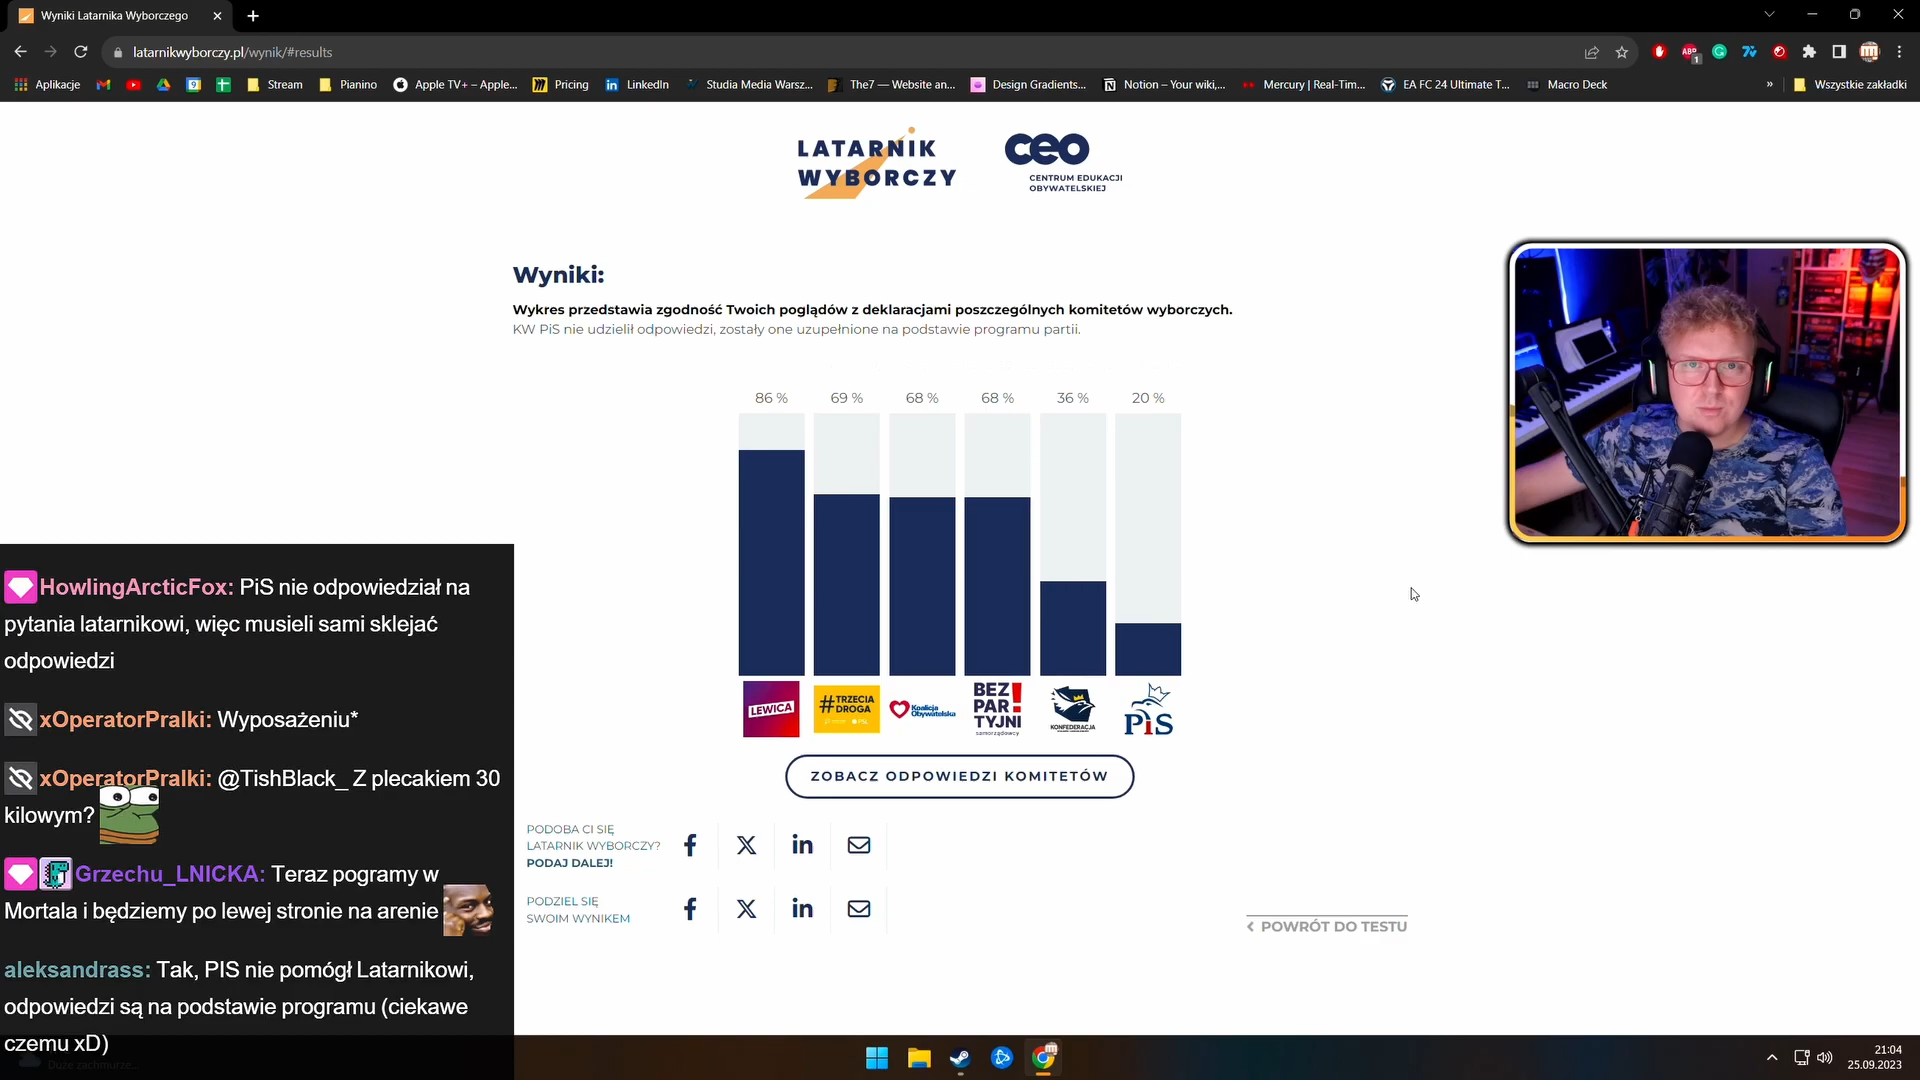 Wyniki Latarnika Wyborczego
latarnikwyborczy.pl/wynik/#results
Aplikacje
Stream
Pianino
Apple TV+ – Apple...
Pricing
LinkedIn
Studia Media Warsz...
The7 — Website an...
Design Gradients...
Notion – Your wiki,...
Mercury | Real-Tim...
EA FC 24 Ultimate T...
Macro Deck
»
Wszystkie zakładki
LATARNIK
WYBORCZY
ceo
CENTRUM EDUKACJI
OBYWATELSKIEJ
Wyniki:
Wykres przedstawia zgodność Twoich poglądów z deklaracjami poszczególnych komitetów wyborczych.
KW PiS nie udzielił odpowiedzi, zostały one uzupełnione na podstawie programu partii.
86 %
69 %
68 %
68 %
36 %
20 %
LEWICA
#TRZECIA
DROGA
PSL
Koalicja
Obywatelska
BEZ
PAR
TYJNI
samorządowcy
KONFEDERACJA
PiS
ZOBACZ ODPOWIEDZI KOMITETÓW
PODOBA CI SIĘ
LATARNIK WYBORCZY?
PODAJ DALEJ!
PODZIEL SIĘ
SWOIM WYNIKEM
POWRÓT DO TESTU
HowlingArcticFox: PiS nie odpowiedział na
pytania latarnikowi, więc musieli sami sklejać
odpowiedzi
xOperatorPralki: Wyposażeniu*
xOperatorPralki: @TishBlack_ Z plecakiem 30
kilowym?
Grzechu_LNICKA: Teraz pogramy w
Mortala i będziemy po lewej stronie na arenie
aleksandrass: Tak, PIS nie pomógł Latarnikowi,
odpowiedzi są na podstawie programu (ciekawe
czemu xD)
Duże zachmurze...
21:04
25.09.2023